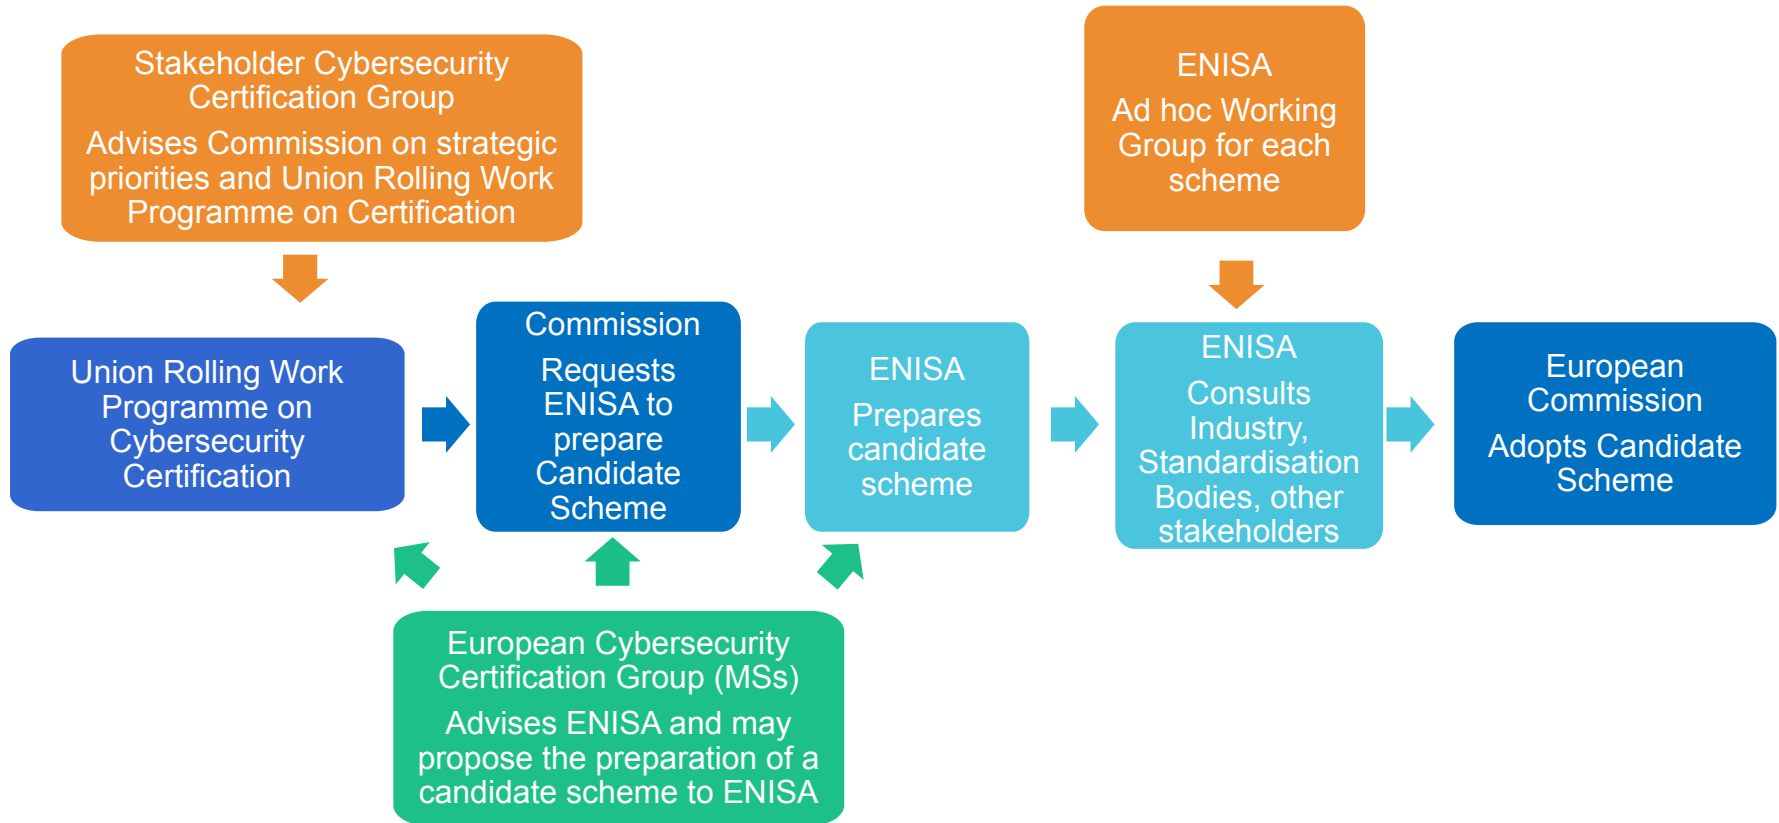 Stakeholder Cybersecurity
Certification Group
Advises Commission on strategic
priorities and Union Rolling Work
Programme on Certification
ENISA
Ad hoc Working
Group for each
scheme
Union Rolling Work
Programme on
Cybersecurity
Certification
Commission
Requests
ENISA to
prepare
Candidate
Scheme
ENISA
Prepares
candidate
scheme
ENISA
Consults
Industry,
Standardisation
Bodies, other
stakeholders
European
Commission
Adopts Candidate
Scheme
European Cybersecurity
Certification Group (MSs)
Advises ENISA and may
propose the preparation of a
candidate scheme to ENISA